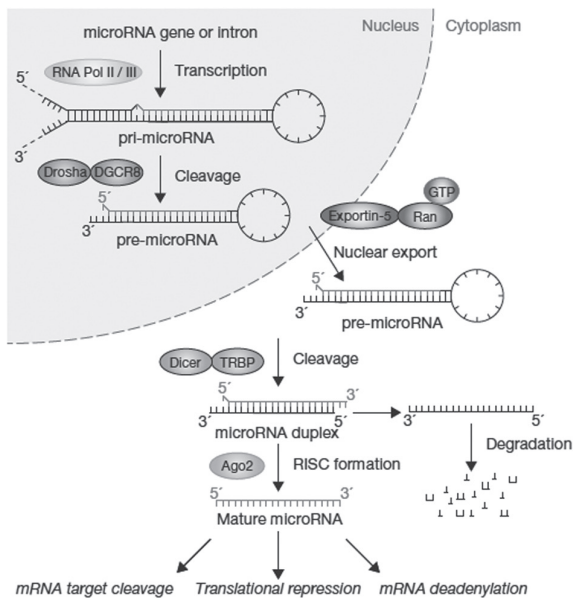 Nucleus
Cytoplasm
microRNA gene or intron
RNA Pol II / III
Transcription
5´
3´
pri-microRNA
Drosha
DGCR8
Cleavage
5´
3´
pre-microRNA
GTP
Exportin-5
Ran
Nuclear export
5´
3´
pre-microRNA
Dicer
TRBP
Cleavage
5´
3´
3´
5´
microRNA duplex
3´
5´
Degradation
Ago2
RISC formation
5´
3´
Mature microRNA
mRNA target cleavage
Translational repression
mRNA deadenylation